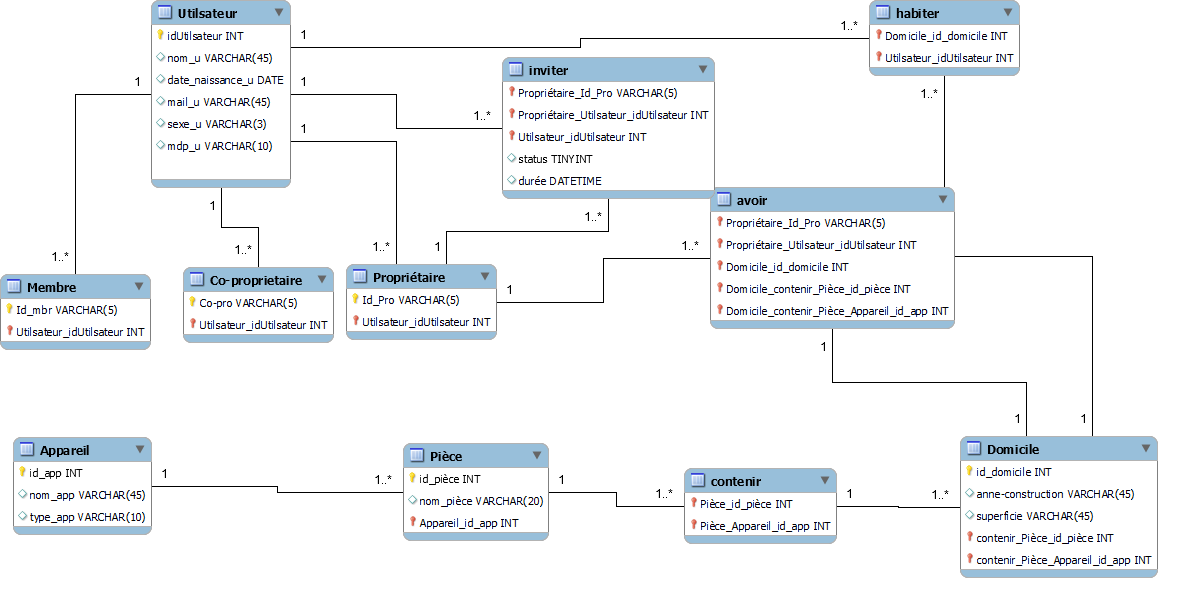 Utilsateur
idUtilsateur INT
nom_u VARCHAR(45)
date_naissance_u DATE
mail_u VARCHAR(45)
sexe_u VARCHAR(3)
mdp_u VARCHAR(10)
1
1..*
habiter
Domicile_id_domicile INT
Utilsateur_idUtilsateur INT
1..*
1
1..*
inviter
Propriétaire_Id_Pro VARCHAR(5)
Propriétaire_Utilsateur_idUtilsateur INT
Utilsateur_idUtilsateur INT
status TINYINT
durée DATETIME
1
1
1..*
1
1..*
1..*
1
1..*
1
avoir
Propriétaire_Id_Pro VARCHAR(5)
Propriétaire_Utilsateur_idUtilsateur INT
Domicile_id_domicile INT
Domicile_contenir_Pièce_id_pièce INT
Domicile_contenir_Pièce_Appareil_id_app INT
1..*
1
Membre
Id_mbr VARCHAR(5)
Utilsateur_idUtilsateur INT
Co-proprietaire
Co-pro VARCHAR(5)
Utilsateur_idUtilsateur INT
Propriétaire
Id_Pro VARCHAR(5)
Utilsateur_idUtilsateur INT
1
1
1
Appareil
id_app INT
nom_app VARCHAR(45)
type_app VARCHAR(10)
1
1..*
Pièce
id_pièce INT
nom_pièce VARCHAR(20)
Appareil_id_app INT
1
1..*
contenir
Pièce_id_pièce INT
Pièce_Appareil_id_app INT
1
1..*
Domicile
id_domicile INT
anne-construction VARCHAR(45)
superficie VARCHAR(45)
contenir_Pièce_id_pièce INT
contenir_Pièce_Appareil_id_app INT